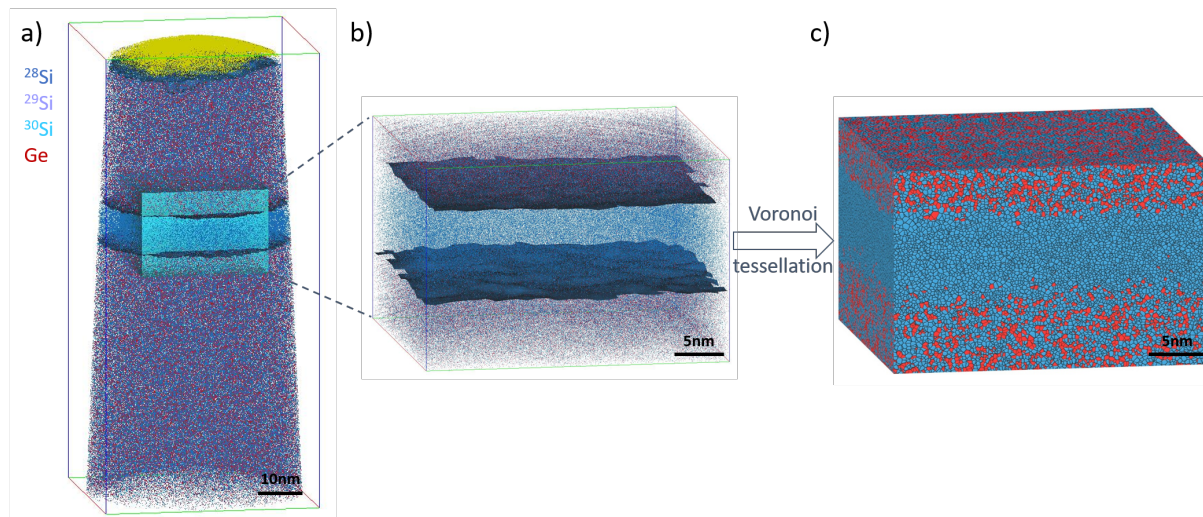 a)
²⁸Si
²⁹Si
³⁰Si
Ge
10nm
b)
5nm
Voronoi
tessellation
c)
5nm